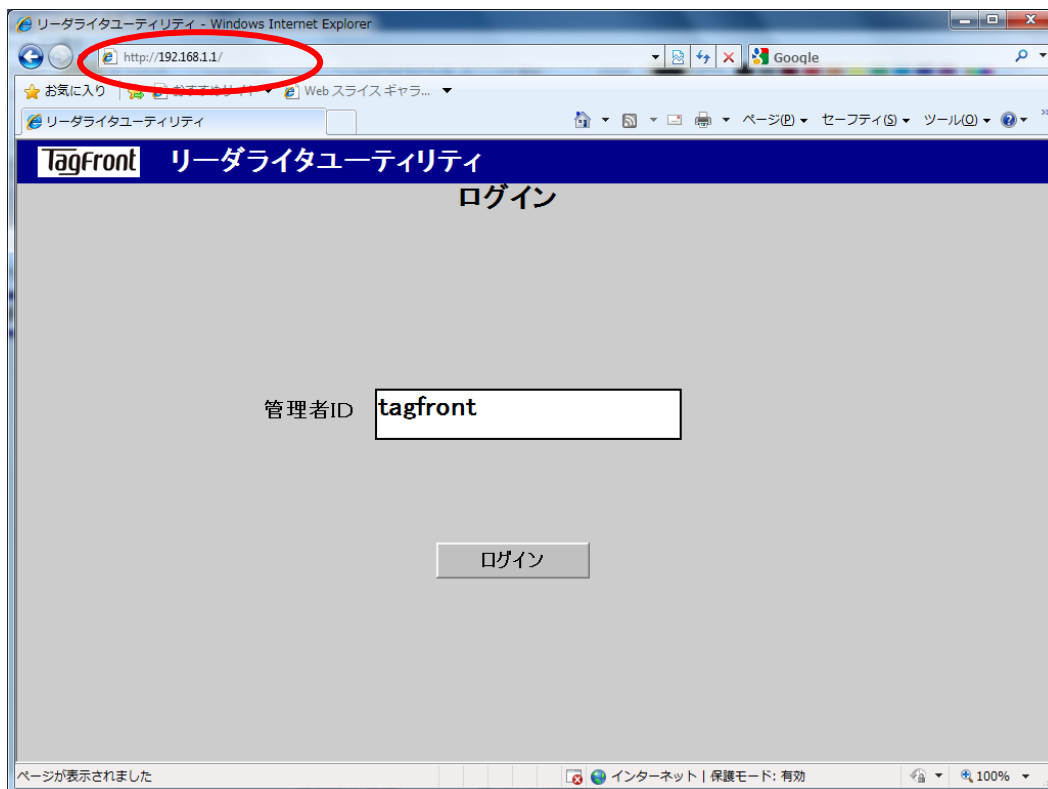 リーダライタユーティリティ - Windows Internet Explorer
http://192.168.1.1/
Google
お気に入り
Web スライス ギャラ...
リーダライタユーティリティ
ページ(P) セーフティ(S) ツール(O)
TagFront リーダライタユーティリティ
ログイン
管理者ID tagfront
ログイン
ページが表示されました
インターネット | 保護モード: 有効
100%